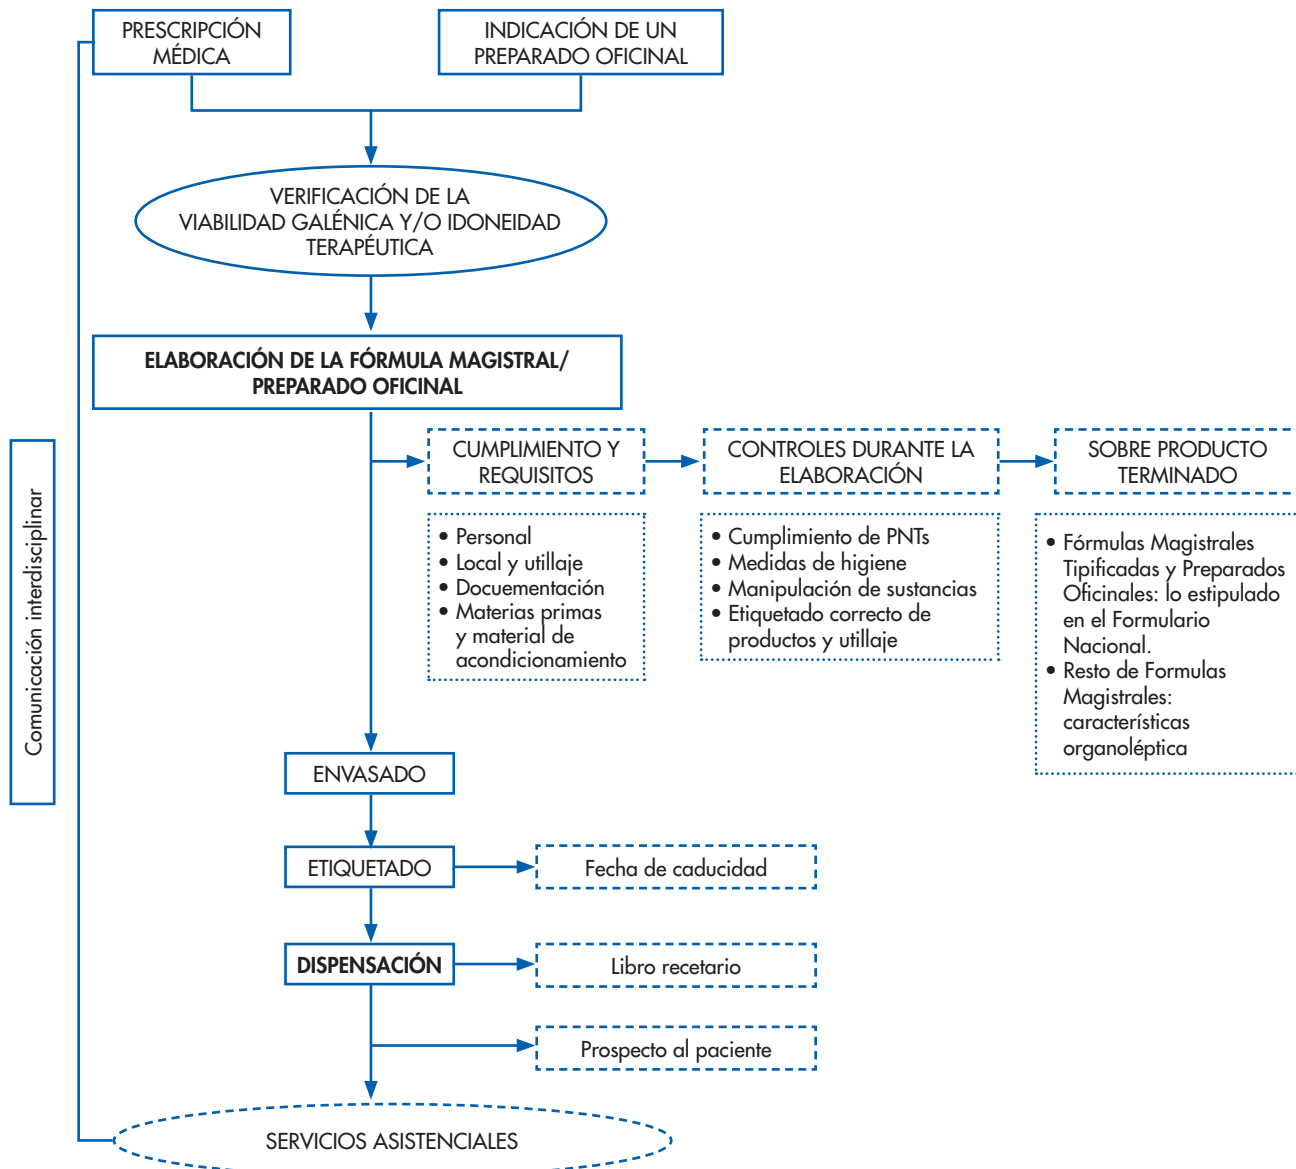 PRESCRIPCIÓN
MÉDICA
INDICACIÓN DE UN
PREPARADO OFICINAL
VERIFICACIÓN DE LA
VIABILIDAD GALÉNICA Y/O IDONEIDAD
TERAPÉUTICA
ELABORACIÓN DE LA FÓRMULA MAGISTRAL/
PREPARADO OFICINAL
CUMPLIMIENTO Y
REQUISITOS
• Personal
• Local y utillaje
• Docuementación
• Materias primas
y material de
acondicionamiento
CONTROLES DURANTE LA
ELABORACIÓN
• Cumplimiento de PNTs
• Medidas de higiene
• Manipulación de sustancias
• Etiquetado correcto de
productos y utillaje
SOBRE PRODUCTO
TERMINADO
• Fórmulas Magistrales
Tipificadas y Preparados
Oficinales: lo estipulado
en el Formulario
Nacional.
• Resto de Formulas
Magistrales:
características
organoléptica
Comunicación interdisciplinar
ENVASADO
ETIQUETADO
Fecha de caducidad
DISPENSACIÓN
Libro recetario
Prospecto al paciente
SERVICIOS ASISTENCIALES